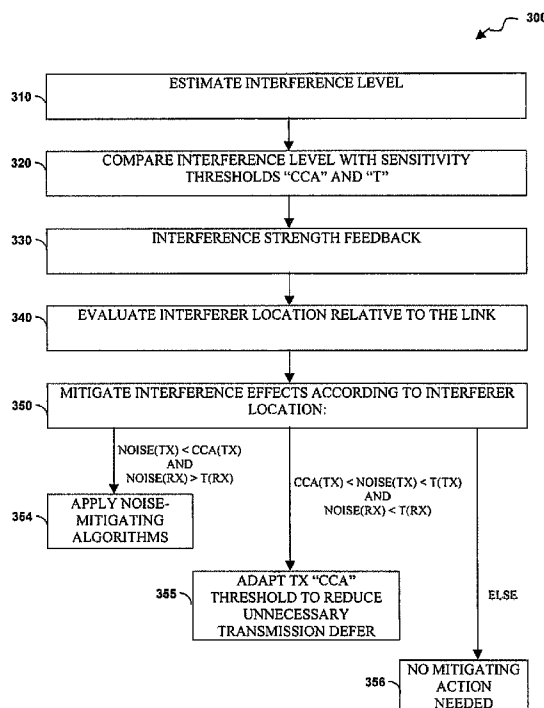 300
310
ESTIMATE INTERFERENCE LEVEL
320
COMPARE INTERFERENCE LEVEL WITH SENSITIVITY
THRESHOLDS "CCA" AND "T"
330
INTERFERENCE STRENGTH FEEDBACK
340
EVALUATE INTERFERER LOCATION RELATIVE TO THE LINK
350
MITIGATE INTERFERENCE EFFECTS ACCORDING TO INTERFERER
LOCATION:
NOISE(TX) < CCA(TX)
AND
NOISE(RX) > T(RX)
CCA(TX) < NOISE(TX) < T(TX)
AND
NOISE(RX) < T(RX)
ELSE
354
APPLY NOISE-
MITIGATING
ALGORITHMS
355
ADAPT TX "CCA"
THRESHOLD TO REDUCE
UNNECESSARY
TRANSMISSION DEFER
356
NO MITIGATING
ACTION
NEEDED